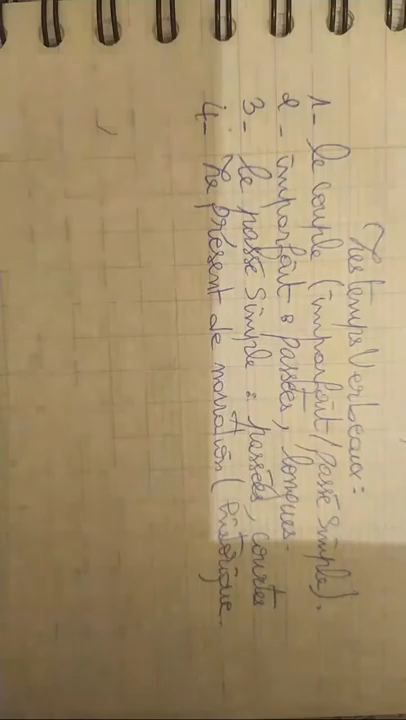 Les temps Verbeaux:
1- le couple (imparfait/passé simple).
2- imparfait: passées, longues.
3- le passé simple: passées, courtes
4- Le présent de narration (historique.